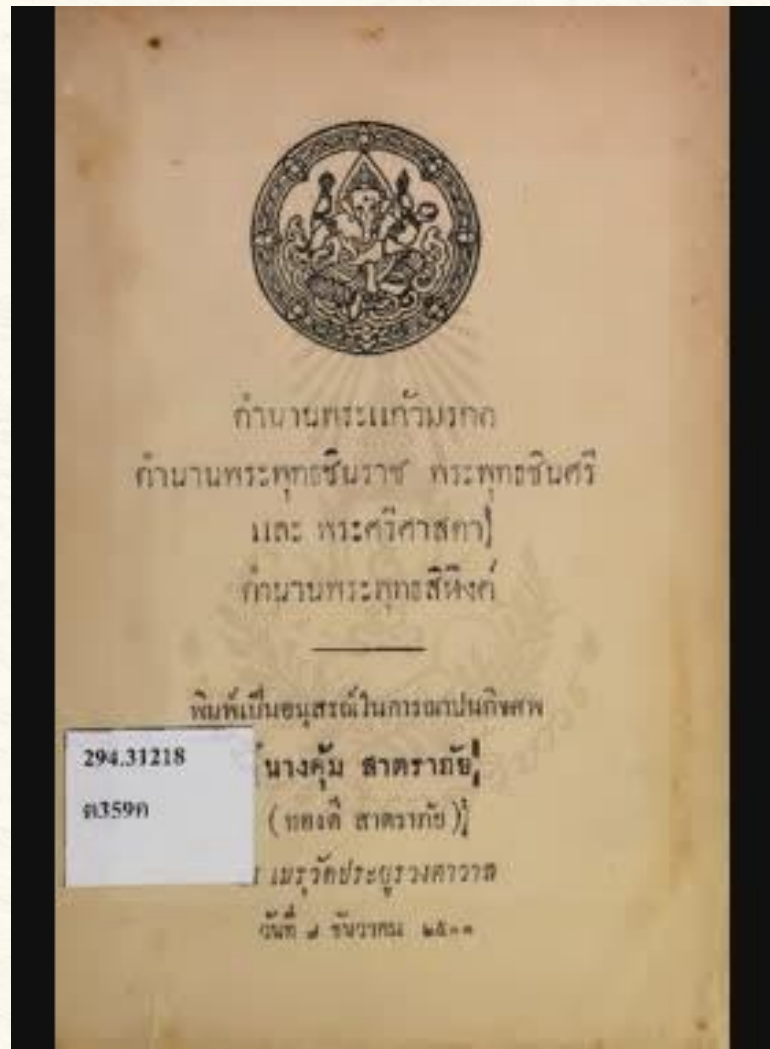 ตำนานพระแก้วมรกต
ตำนานพระพุทธชินราช พระพุทธชินศรี
และ พระศรีศาสดา
ตำนานพระพุทธสิหิงค์
พิมพ์เป็นอนุสรณ์ในการฌาปนกิจศพ
294.31218
ต359ต
นางคุ้ม สาตราภัย
(ทองดี สาตราภัย)
เมรุวัดประยูรวงศาวาส
วันที่ ๘ ธันวาคม